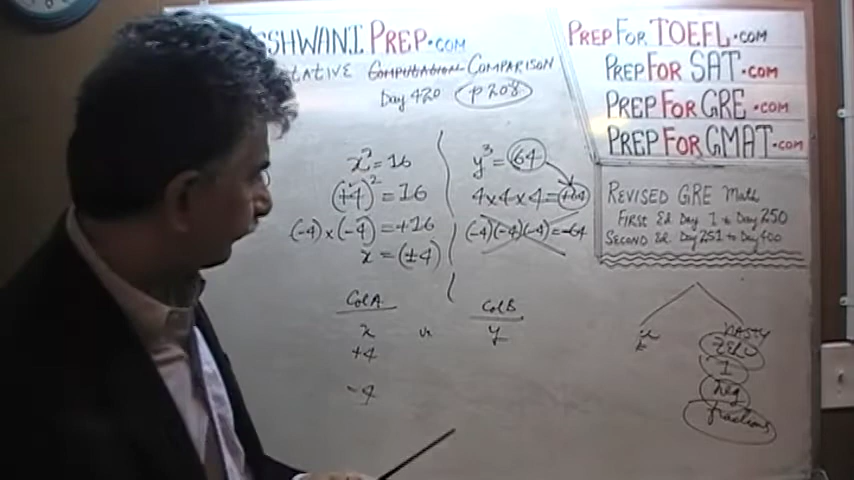 SHWANI PREP.COM
TATIVE COMPUTATION COMPARISON
Day 420 P 208
PREP FOR TOEFL.COM
PREP FOR SAT.COM
PREP FOR GRE.COM
PREP FOR GMAT.COM
REVISED GRE Math
FIRST Ed Day 1 to Day 250
SECOND Ed. Day 251 to Day 400
x² = 16
(+4)² = 16
(-4) x (-4) = +16
x = (±4)
y³ = 64
4 x 4 x 4 = +64
(-4)(-4)(-4) = -64
Col A
Col B
x vs y
+4
-4
NASTY
ZERO
1
Neg
fractions